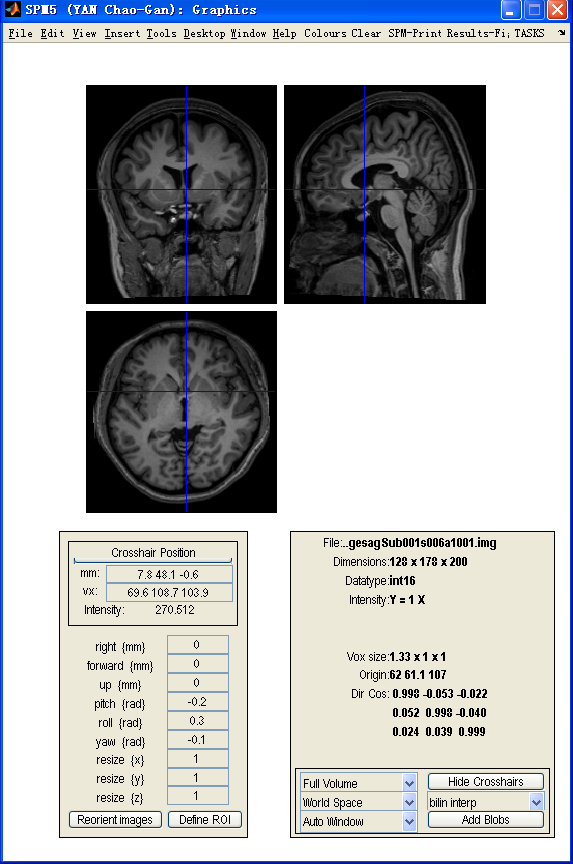 SPM5 (YAN Chao-Gan): Graphics
File Edit View Insert Tools Desktop Window Help Colours Clear SPM-Print Results-Fi; TASKS
Crosshair Position
mm: 7.8 48.1 -0.6
vx: 69.6 108.7 103.9
Intensity: 270.512
right {mm} 0
forward {mm} 0
up {mm} 0
pitch {rad} -0.2
roll {rad} 0.3
yaw {rad} -0.1
resize {x} 1
resize {y} 1
resize {z} 1
Reorient images Define ROI
File:..gesagSub001s006a1001.img
Dimensions:128 x 178 x 200
Datatype:int16
Intensity:Y = 1 X
Vox size:1.33 x 1 x 1
Origin:62 61.1 107
Dir Cos: 0.998 -0.053 -0.022
0.052 0.998 -0.040
0.024 0.039 0.999
Full Volume Hide Crosshairs
World Space bilin interp
Auto Window Add Blobs